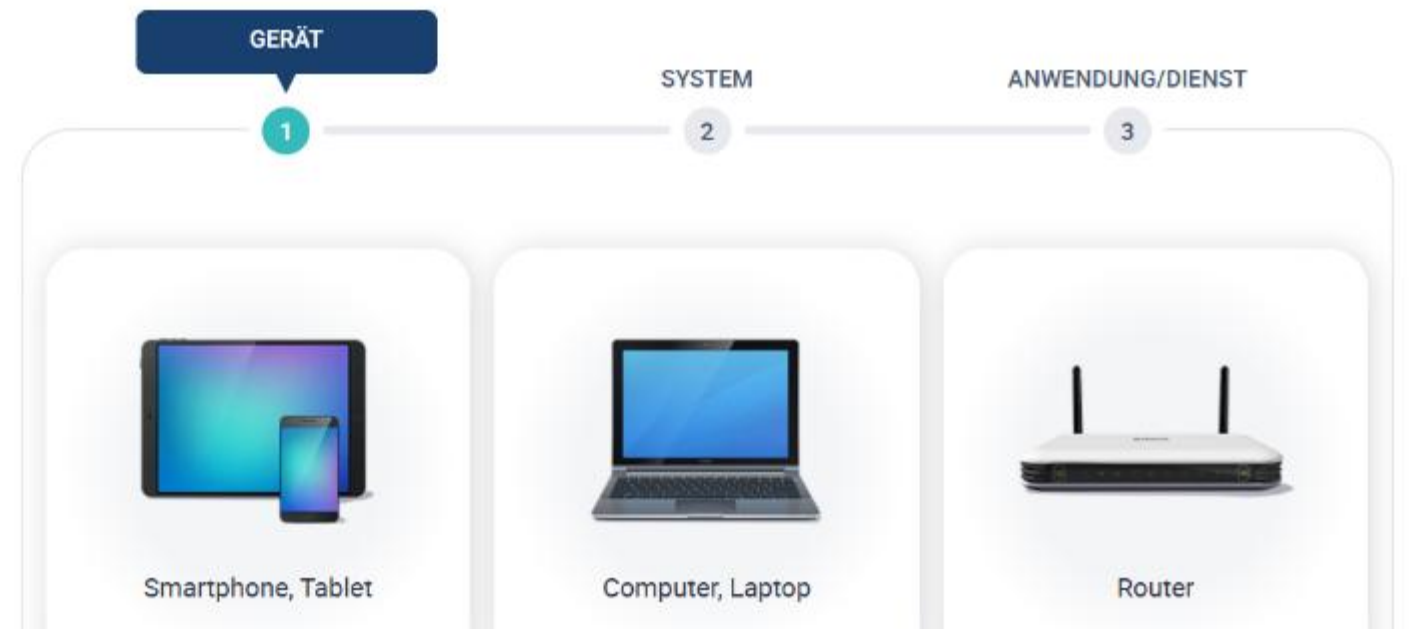 GERÄT
SYSTEM
ANWENDUNG/DIENST
1
2
3
Smartphone, Tablet
Computer, Laptop
Router